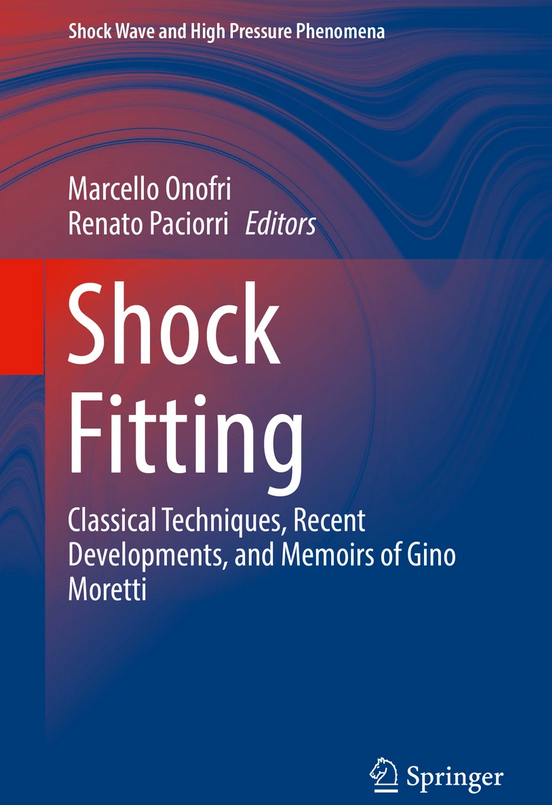 Shock Wave and High Pressure Phenomena
Marcello Onofri
Renato Paciorri Editors
Shock
Fitting
Classical Techniques, Recent
Developments, and Memoirs of Gino
Moretti
Springer